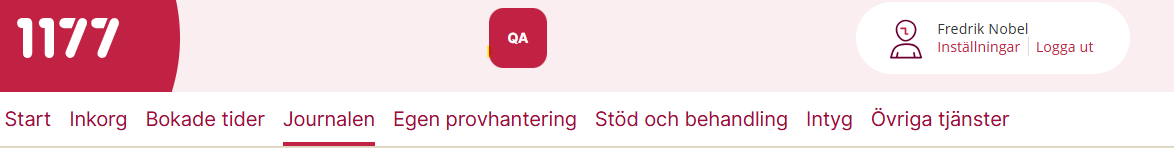 1177
QA
Fredrik Nobel
Inställningar Logga ut
Start Inkorg Bokade tider Journalen Egen provhantering Stöd och behandling Intyg Övriga tjänster